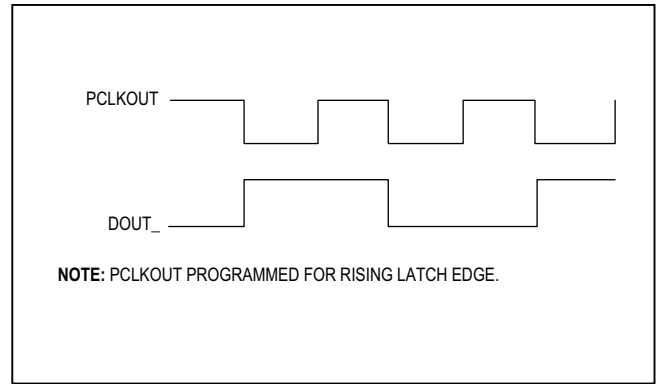 PCLKOUT
DOUT_
NOTE: PCLKOUT PROGRAMMED FOR RISING LATCH EDGE.